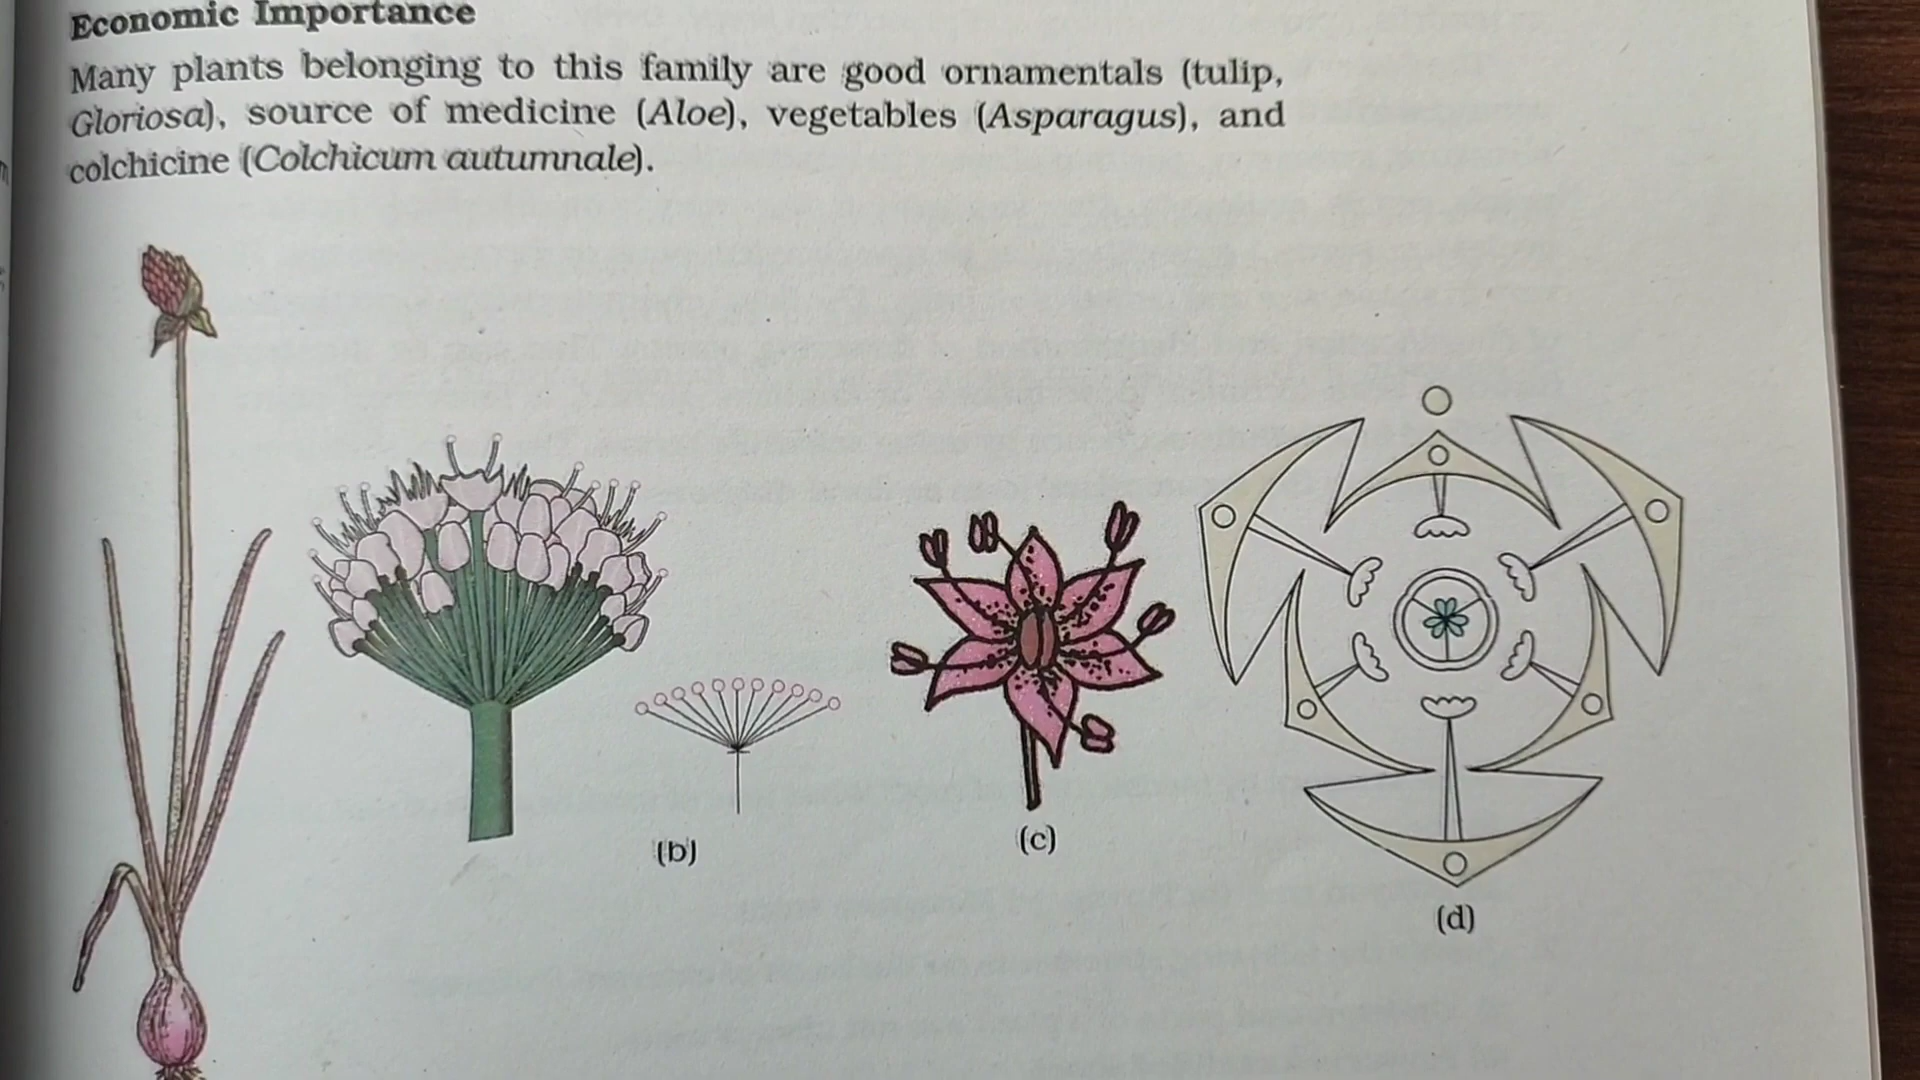 Economic Importance
Many plants belonging to this family are good ornamentals (tulip,
Gloriosa), source of medicine (Aloe), vegetables (Asparagus), and
colchicine (Colchicum autumnale).
(b)
(c)
(d)